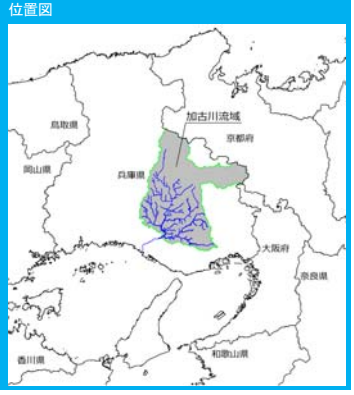 位置図
加古川流域
鳥取県
京都府
岡山県
兵庫県
大阪府
奈良県
和歌山県
香川県